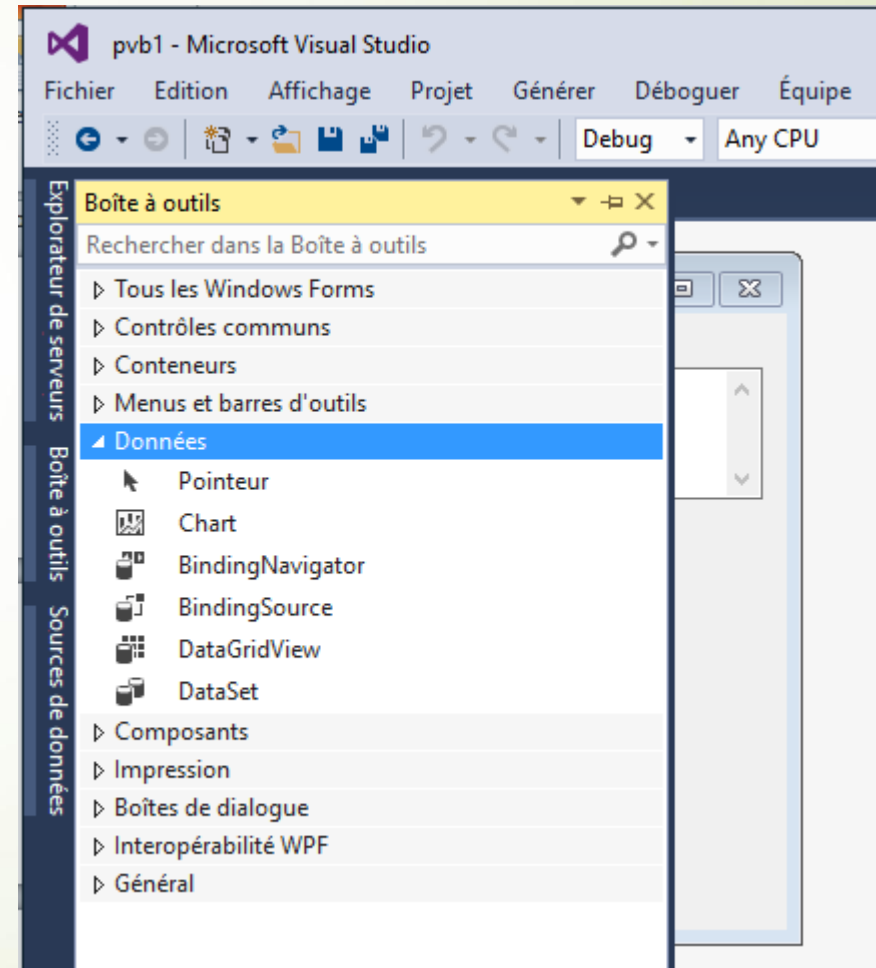 pvb1 - Microsoft Visual Studio
Fichier Edition Affichage Projet Générer Déboguer Équipe
Debug Any CPU
Explorateur de serveurs
Boîte à outils
Sources de données
Boîte à outils
Rechercher dans la Boîte à outils
Tous les Windows Forms
Contrôles communs
Conteneurs
Menus et barres d'outils
Données
Pointeur
Chart
BindingNavigator
BindingSource
DataGridView
DataSet
Composants
Impression
Boîtes de dialogue
Interopérabilité WPF
Général